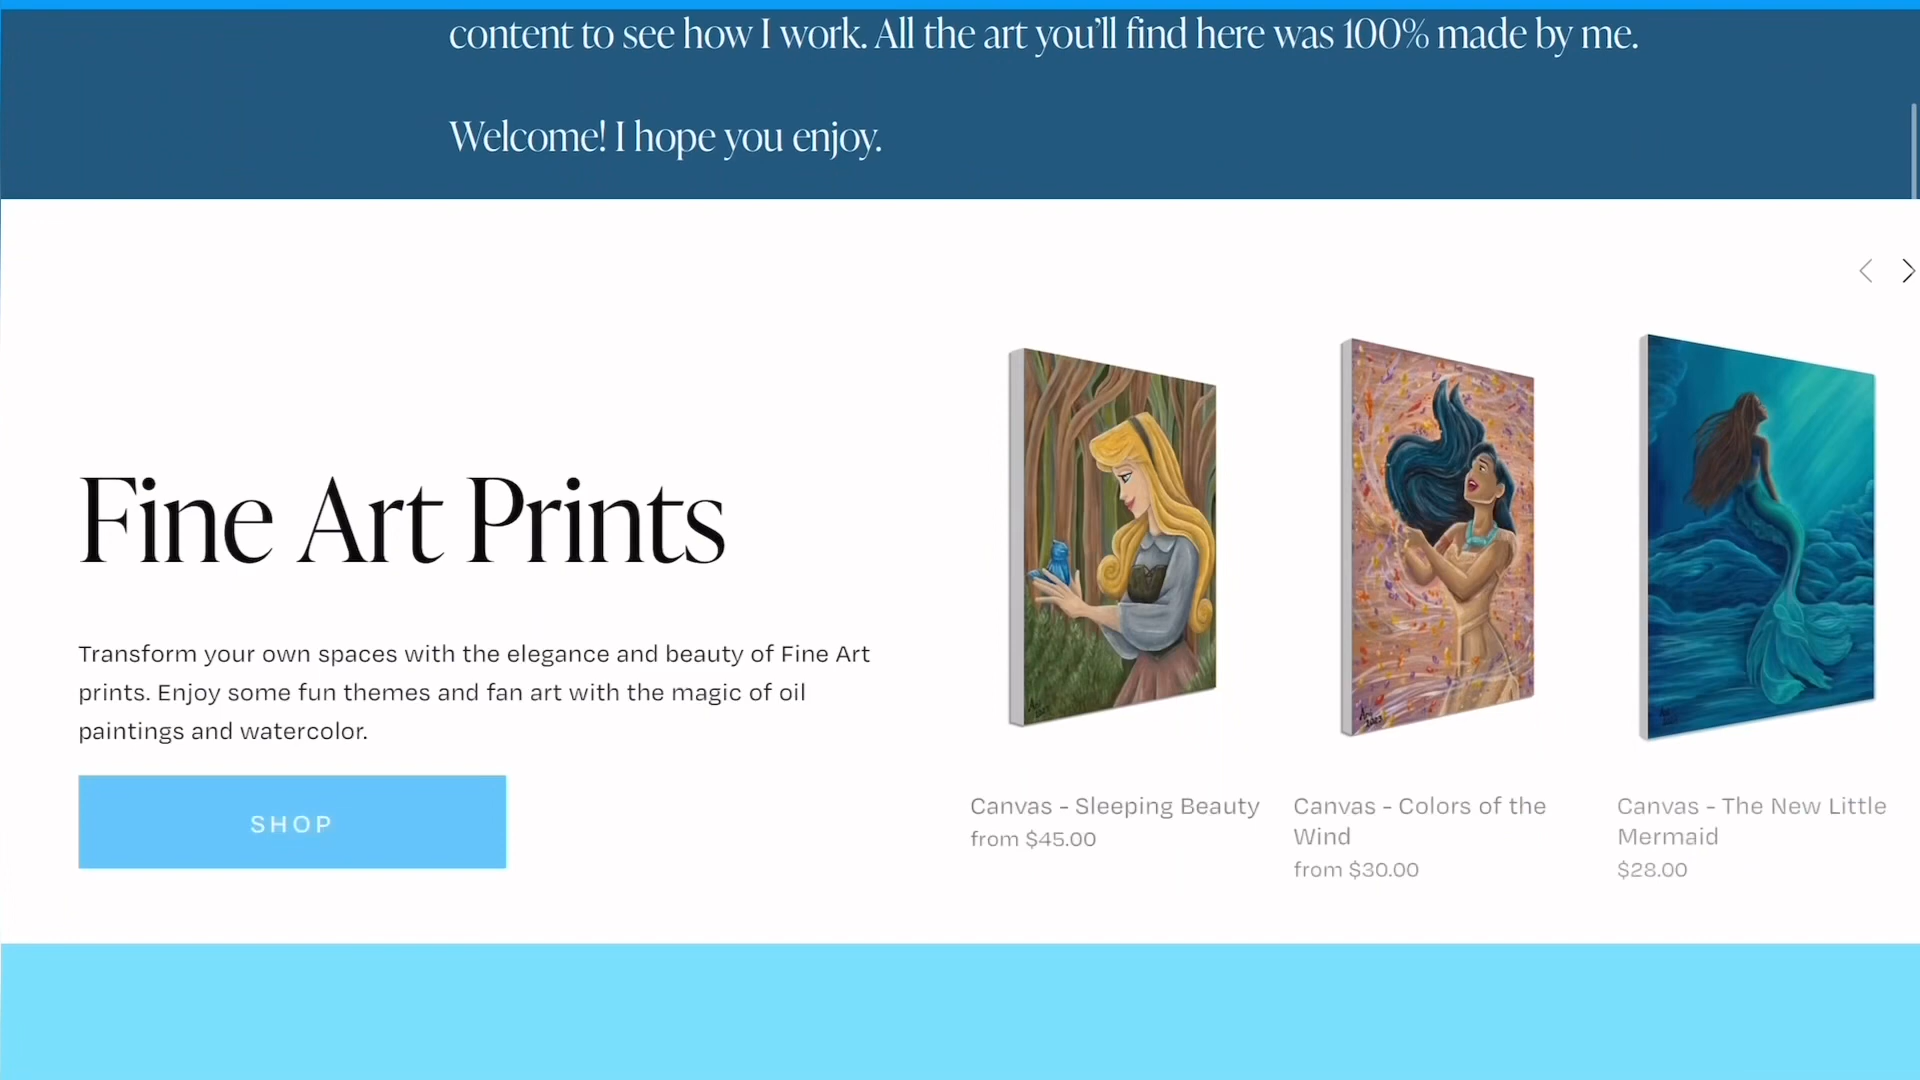 content to see how I work. All the art you'll find here was 100% made by me.
Welcome! I hope you enjoy.
Fine Art Prints
Transform your own spaces with the elegance and beauty of Fine Art
prints. Enjoy some fun themes and fan art with the magic of oil
paintings and watercolor.
SHOP
Canvas - Sleeping Beauty
from $45.00
Canvas - Colors of the
Wind
from $30.00
Canvas - The New Little
Mermaid
$28.00